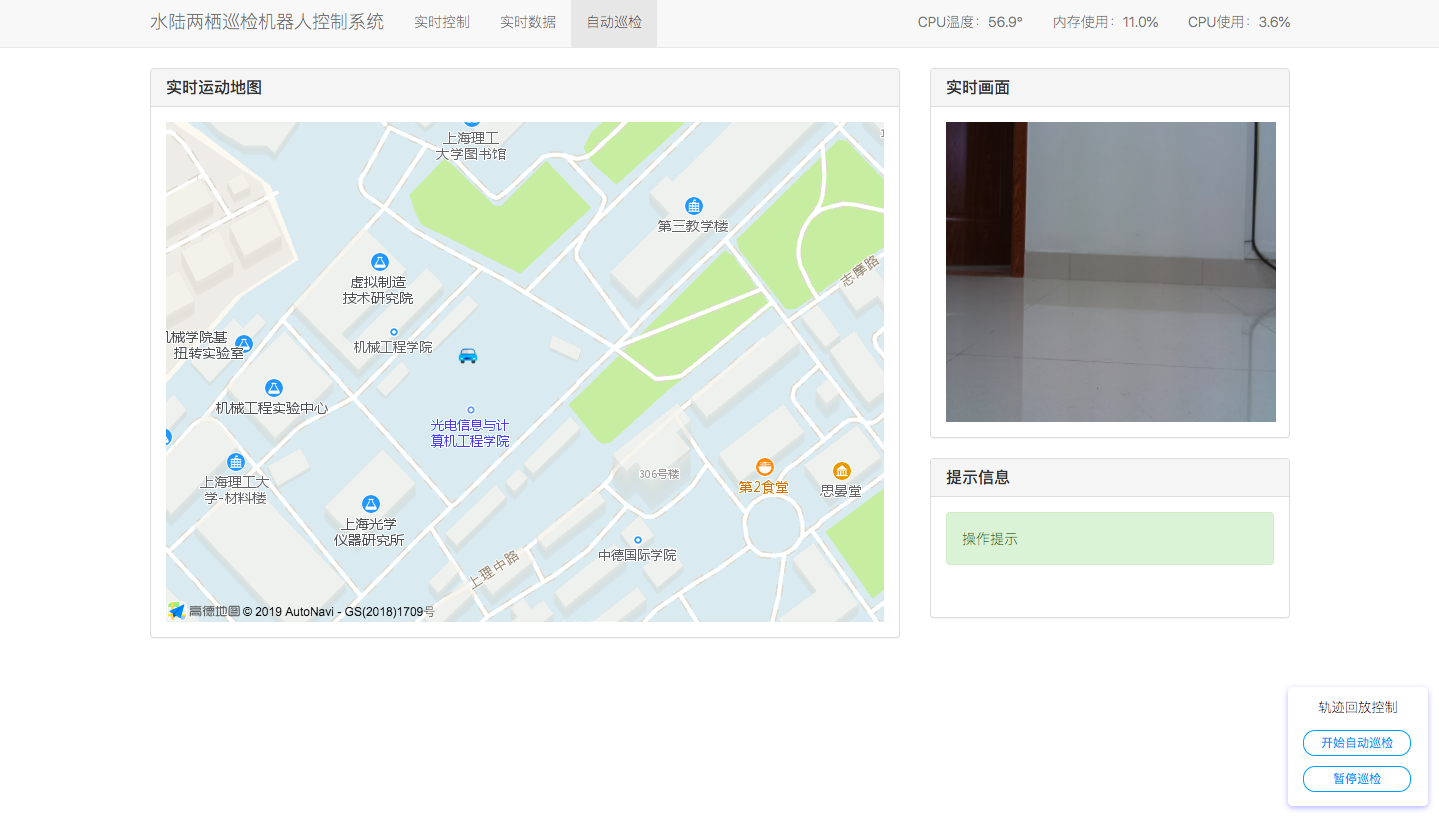 水陆两栖巡检机器人控制系统 实时控制 实时数据 自动巡检 CPU温度：56.9° 内存使用：11.0% CPU使用：3.6%
实时运动地图
上海理工
大学图书馆
第三教学楼
志摩路
虚拟制造
技术研究院
机械学院基
扭转实验室
机械工程学院
机械工程实验中心
光电信息与计
算机工程学院
306号楼
第2食堂
思晏堂
上海理工大
学-材料楼
上海光学
仪器研究所
中德国际学院
上理中路
高德地图 © 2019 AutoNavi - GS(2018)1709号
实时画面
提示信息
操作提示
轨迹回放控制
开始自动巡检
暂停巡检